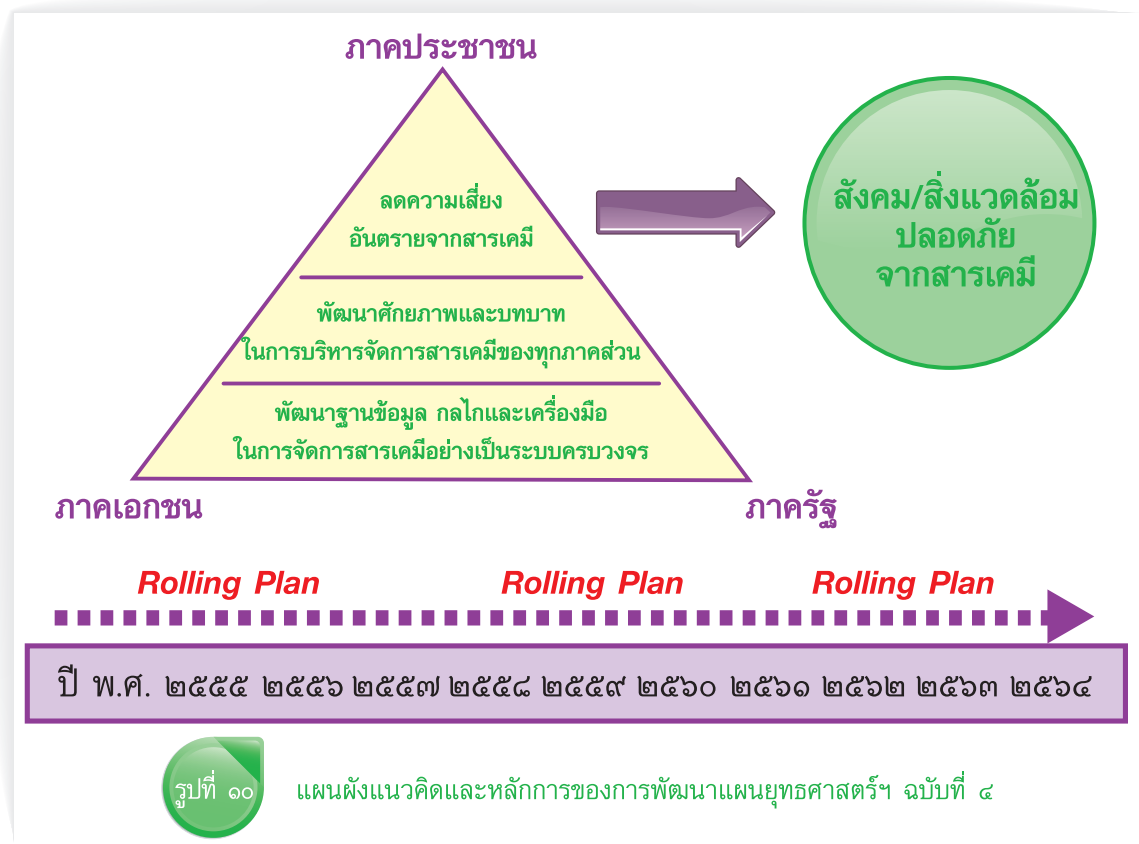 ภาคประชาชน
ลดความเสี่ยง
อันตรายจากสารเคมี
พัฒนาศักยภาพและบทบาท
ในการบริหารจัดการสารเคมีของทุกภาคส่วน
พัฒนาฐานข้อมูล กลไกและเครื่องมือ
ในการจัดการสารเคมีอย่างเป็นระบบครบวงจร
ภาคเอกชน
ภาครัฐ
สังคม/สิ่งแวดล้อม
ปลอดภัย
จากสารเคมี
Rolling Plan
Rolling Plan
Rolling Plan
ปี พ.ศ. ๒๕๕๕ ๒๕๕๖ ๒๕๕๗ ๒๕๕๘ ๒๕๕๙ ๒๕๖๐ ๒๕๖๑ ๒๕๖๒ ๒๕๖๓ ๒๕๖๔
รูปที่ ๑๐ แผนผังแนวคิดและหลักการของการพัฒนาแผนยุทธศาสตร์ฯ ฉบับที่ ๔